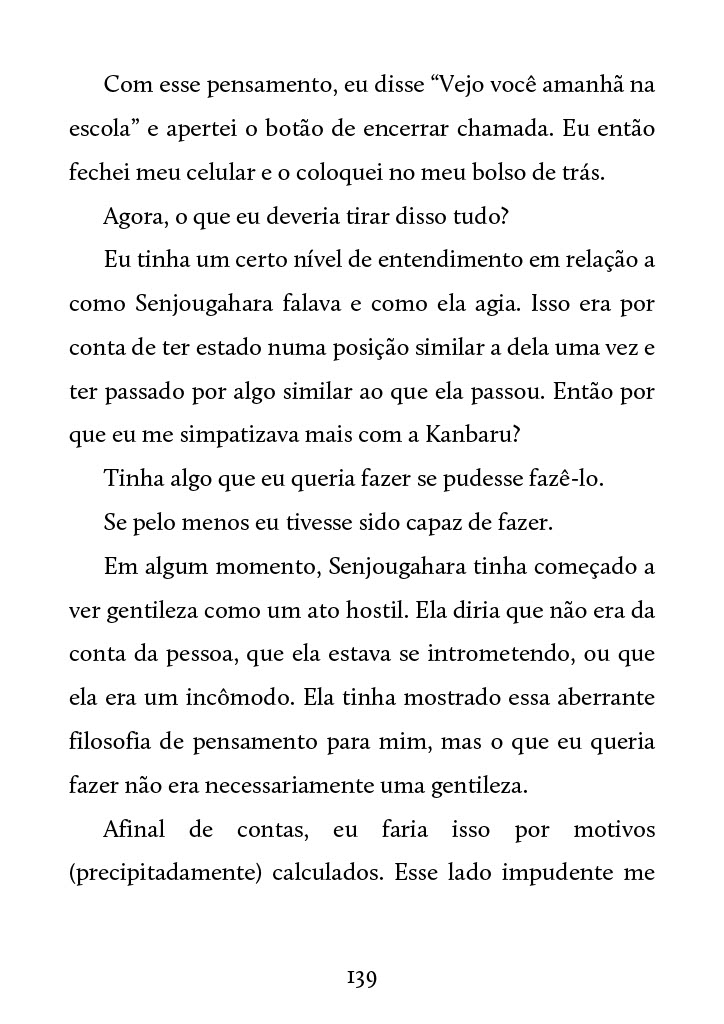 Com esse pensamento, eu disse “Vejo você amanhã na
escola” e apertei o botão de encerrar chamada. Eu então
fechei meu celular e o coloquei no meu bolso de trás.
Agora, o que eu deveria tirar disso tudo?
Eu tinha um certo nível de entendimento em relação a
como Senjougahara falava e como ela agia. Isso era por
conta de ter estado numa posição similar a dela uma vez e
ter passado por algo similar ao que ela passou. Então por
que eu me simpatizava mais com a Kanbaru?
Tinha algo que eu queria fazer se pudesse fazê-lo.
Se pelo menos eu tivesse sido capaz de fazer.
Em algum momento, Senjougahara tinha começado a
ver gentileza como um ato hostil. Ela diria que não era da
conta da pessoa, que ela estava se intrometendo, ou que
ela era um incômodo. Ela tinha mostrado essa aberrante
filosofia de pensamento para mim, mas o que eu queria
fazer não era necessariamente uma gentileza.
Afinal de contas, eu faria isso por motivos
(precipitadamente) calculados. Esse lado impudente me
139